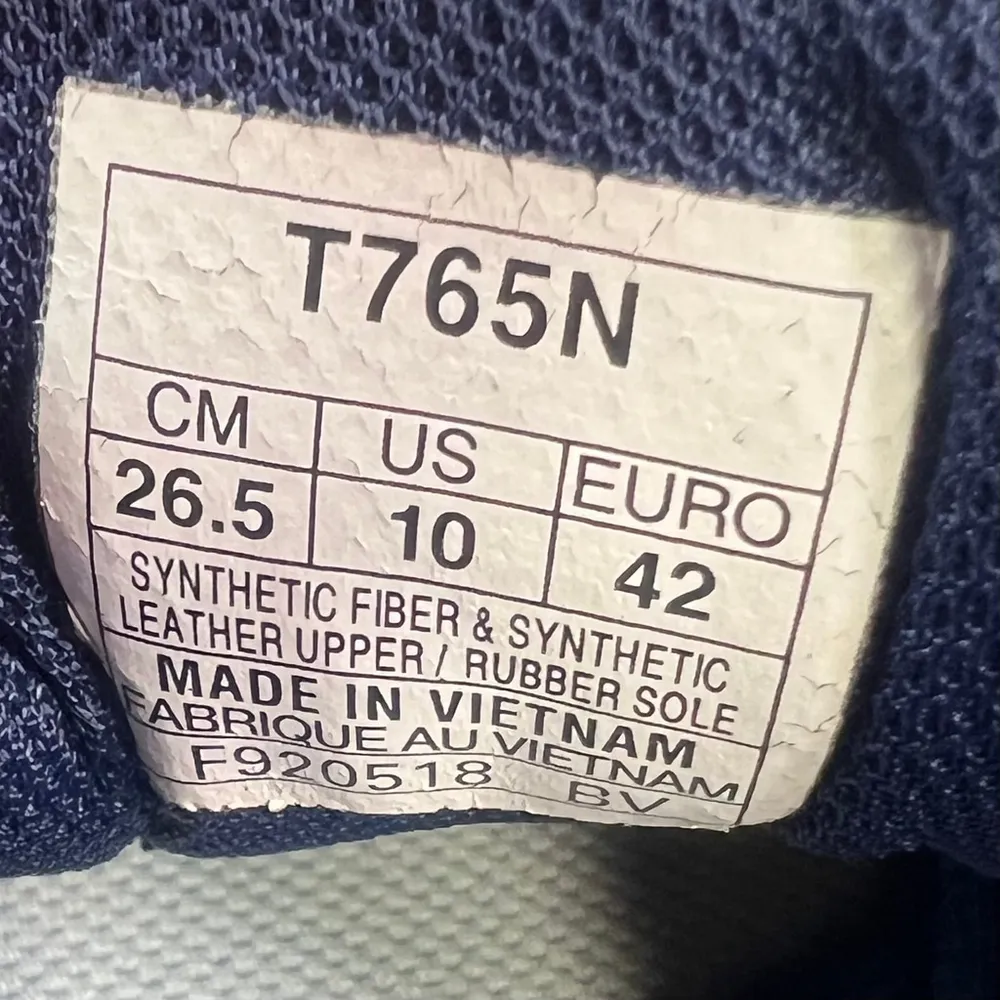 T765N
CM US EURO
26.5 10 42
SYNTHETIC FIBER & SYNTHETIC
LEATHER UPPER / RUBBER SOLE
MADE IN VIETNAM
FABRIQUE AU VIETNAM
F920518 BV